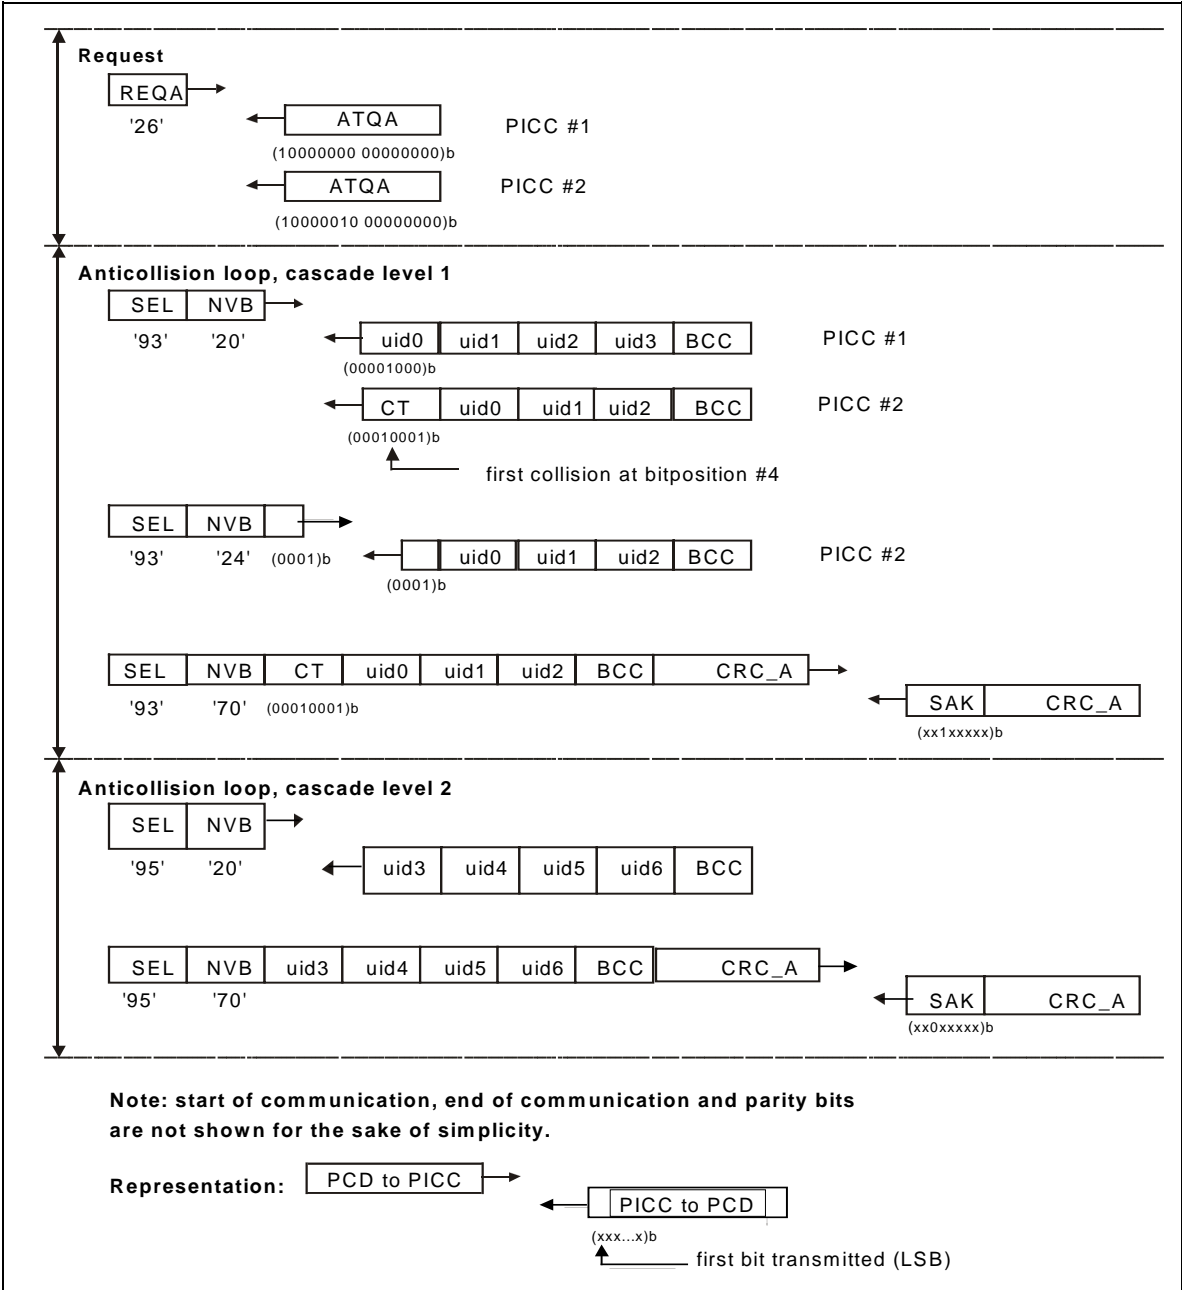 Request
REQA
'26'
ATQA
PICC #1
(10000000 00000000)b
ATQA
PICC #2
(10000010 00000000)b
Anticollision loop, cascade level 1
SEL NVB
'93' '20'
uid0 uid1 uid2 uid3 BCC
PICC #1
(00001000)b
CT uid0 uid1 uid2 BCC
PICC #2
(00010001)b
first collision at bitposition #4
SEL NVB
'93' '24' (0001)b
uid0 uid1 uid2 BCC
PICC #2
(0001)b
SEL NVB CT uid0 uid1 uid2 BCC CRC_A
'93' '70' (00010001)b
SAK CRC_A
(xx1xxxxx)b
Anticollision loop, cascade level 2
SEL NVB
'95' '20'
uid3 uid4 uid5 uid6 BCC
SEL NVB uid3 uid4 uid5 uid6 BCC CRC_A
'95' '70'
SAK CRC_A
(xx0xxxxx)b
Note: start of communication, end of communication and parity bits
are not shown for the sake of simplicity.
Representation:
PCD to PICC
PICC to PCD
(xxx...x)b
first bit transmitted (LSB)